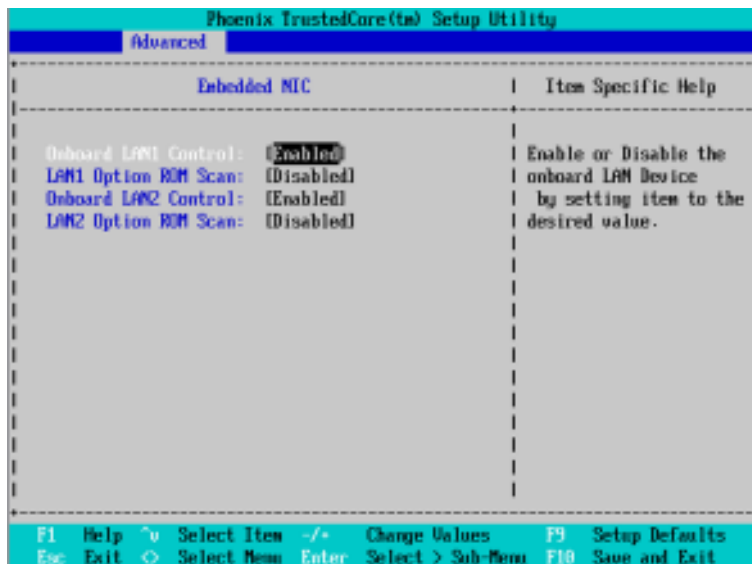 Phoenix TrustedCore(tm) Setup Utility
Advanced
Embedded NIC
Item Specific Help
Onboard LAN1 Control: [Enabled]
LAN1 Option ROM Scan: [Disabled]
Onboard LAN2 Control: [Enabled]
LAN2 Option ROM Scan: [Disabled]
Enable or Disable the
onboard LAN Device
by setting item to the
desired value.
F1 Help ^v Select Item -/+ Change Values F9 Setup Defaults
Esc Exit <> Select Menu Enter Select > Sub-Menu F10 Save and Exit